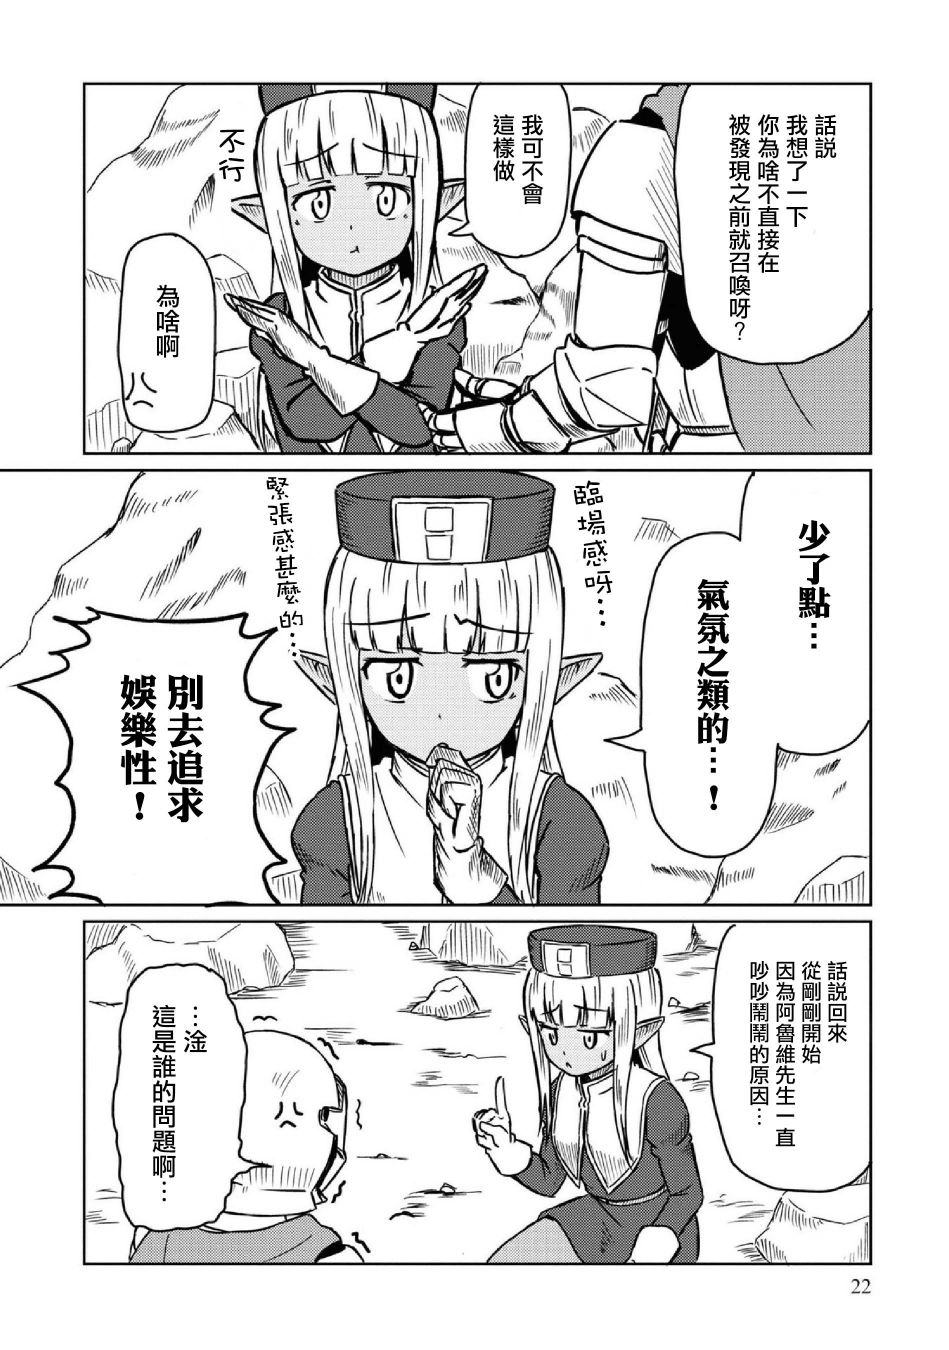 話説
我想了一下
你為啥不直接在
被發現之前就召喚呀？
我可不會
這樣做
不行
為啥啊
少了點…
氣氛之類的…！
臨場感呀…
緊張感甚麼的…
別去追求
娛樂性！
話説回來
從剛剛開始
因為阿魯維先生一直
吵吵鬧鬧的原因…
…淦
這是誰的問題啊…
22